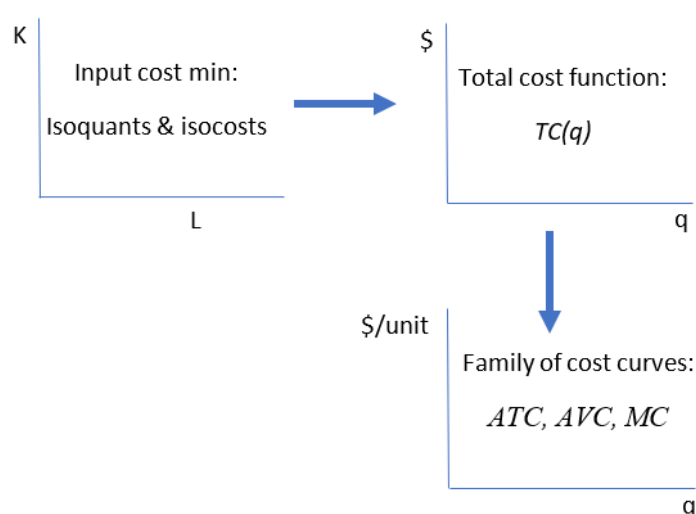 K
Input cost min:
Isoquants & isocosts
L
$
Total cost function:
TC(q)
q
$/unit
Family of cost curves:
ATC, AVC, MC
q